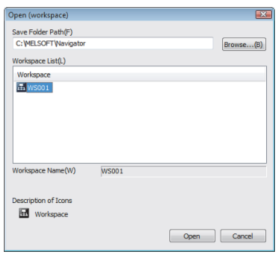 Open (workspace)
Save Folder Path(F)
C:\MELSOFT\Navigator Browse....(B)
Workspace List(L)
Workspace
WS001
Workspace Name(W) WS001
Description of Icons
Workspace
Open Cancel